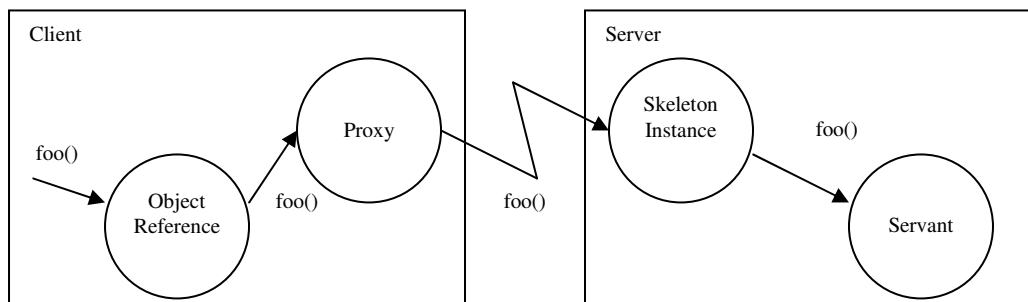 Client
Server
foo()
Object
Reference
foo()
Proxy
foo()
Skeleton
Instance
foo()
Servant